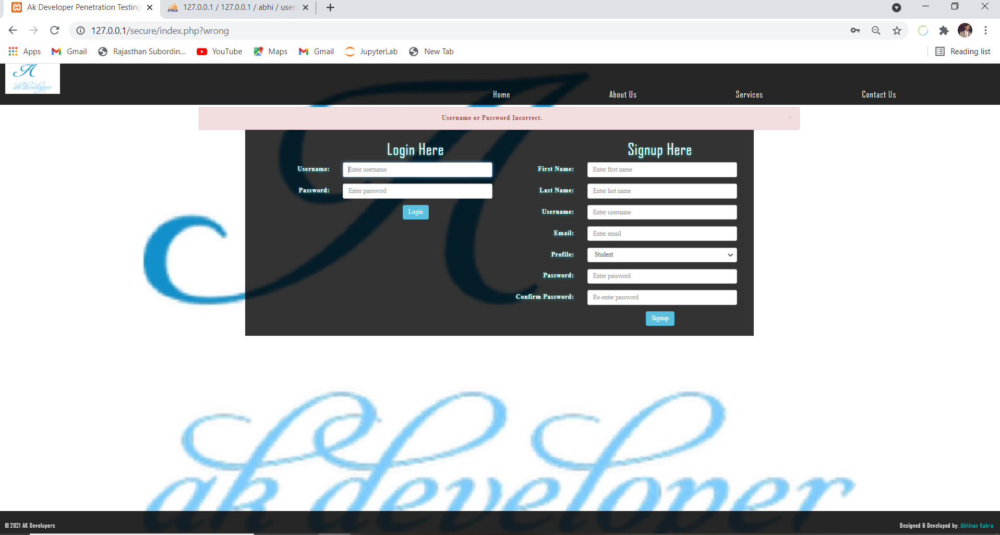 Ak Developer Penetration Testing
127.0.0.1 / 127.0.0.1 / abhi / users
127.0.0.1/secure/index.php?wrong
Apps
Gmail
Rajasthan Subordin...
YouTube
Maps
Gmail
JupyterLab
New Tab
Reading list
PMA
A
ak developer
Home
About Us
Services
Contact Us
Username or Password Incorrect.
×
Login Here
Username:
Enter username
Password:
Enter password
Login
Signup Here
First Name:
Enter first name
Last Name:
Enter last name
Username:
Enter username
Email:
Enter email
Profile:
Student
Password:
Enter password
Confirm Password:
Re-enter password
Signup
A
ak developer
© 2021 AK Developers
Designed & Developed by: Abhinav Kabra